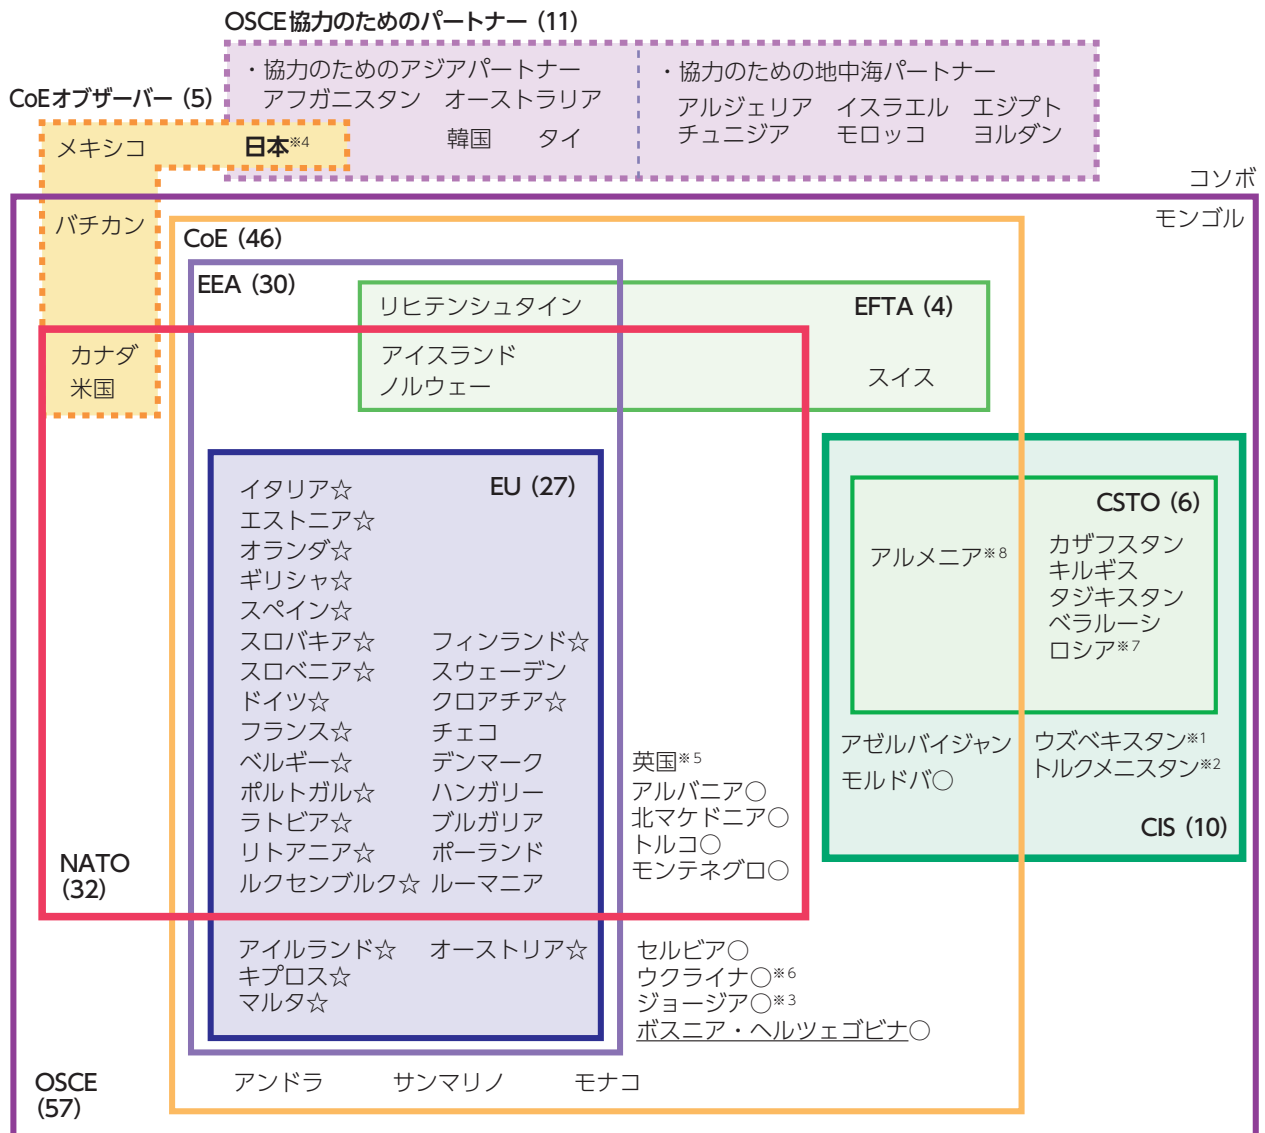 OSCE協力のためのパートナー（11）
・協力のためのアジアパートナー
アフガニスタン オーストラリア
韓国 タイ
・協力のための地中海パートナー
アルジェリア イスラエル エジプト
チュニジア モロッコ ヨルダン
CoEオブザーバー（5）
メキシコ 日本※4
コソボ
バチカン
モンゴル
CoE（46）
EEA（30）
リヒテンシュタイン
EFTA（4）
カナダ
米国
アイスランド
ノルウェー
スイス
EU（27）
イタリア☆
エストニア☆
オランダ☆
ギリシャ☆
スペイン☆
スロバキア☆ フィンランド☆
スロベニア☆ スウェーデン
ドイツ☆ クロアチア☆
フランス☆ チェコ
ベルギー☆ デンマーク
ポルトガル☆ ハンガリー
ラトビア☆ ブルガリア
リトアニア☆ ポーランド
ルクセンブルク☆ ルーマニア
英国※5
アルバニア○
北マケドニア○
トルコ○
モンテネグロ○
CSTO（6）
アルメニア※8
カザフスタン
キルギス
タジキスタン
ベラルーシ
ロシア※7
アゼルバイジャン
モルドバ○
ウズベキスタン※1
トルクメニスタン※2
CIS（10）
NATO
（32）
アイルランド☆ オーストリア☆
キプロス☆
マルタ☆
セルビア○
ウクライナ○※6
ジョージア○※3
ボスニア・ヘルツェゴビナ○
アンドラ サンマリノ モナコ
OSCE
（57）